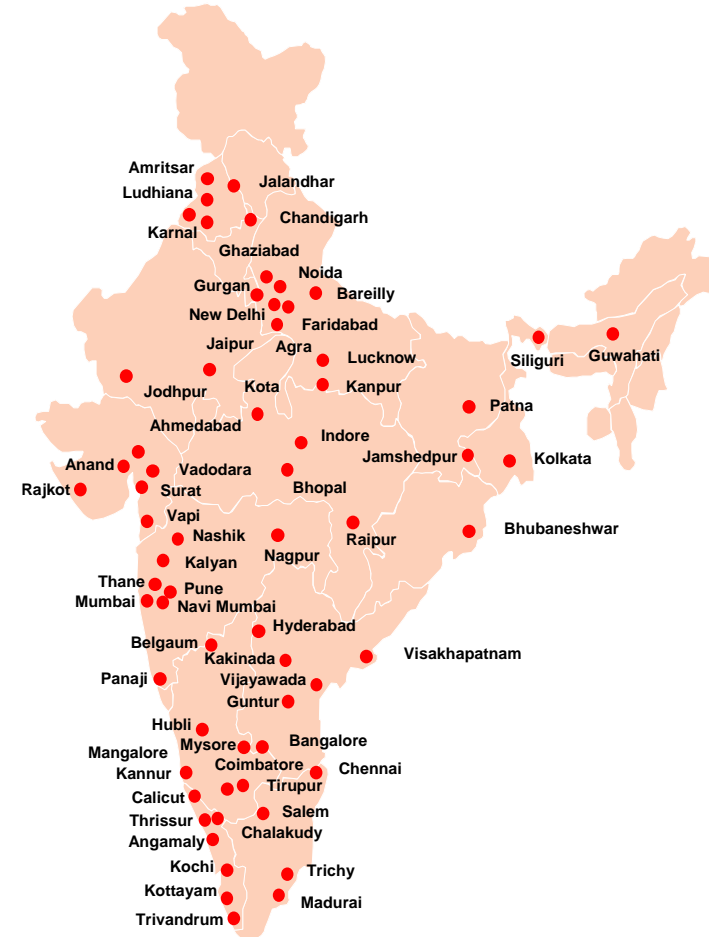 Amritsar
Jalandhar
Ludhiana
Chandigarh
Karnal
Ghaziabad
Noida
Gurgan
Bareilly
New Delhi
Faridabad
Jaipur
Agra
Lucknow
Siliguri
Guwahati
Jodhpur
Kota
Kanpur
Patna
Ahmedabad
Indore
Jamshedpur
Kolkata
Anand
Vadodara
Bhopal
Rajkot
Surat
Vapi
Nashik
Nagpur
Raipur
Bhubaneshwar
Kalyan
Thane
Pune
Mumbai
Navi Mumbai
Hyderabad
Belgaum
Kakinada
Visakhapatnam
Panaji
Vijayawada
Guntur
Hubli
Mysore
Bangalore
Mangalore
Coimbatore
Chennai
Kannur
Tirupur
Calicut
Salem
Thrissur
Chalakudy
Angamaly
Kochi
Trichy
Kottayam
Madurai
Trivandrum